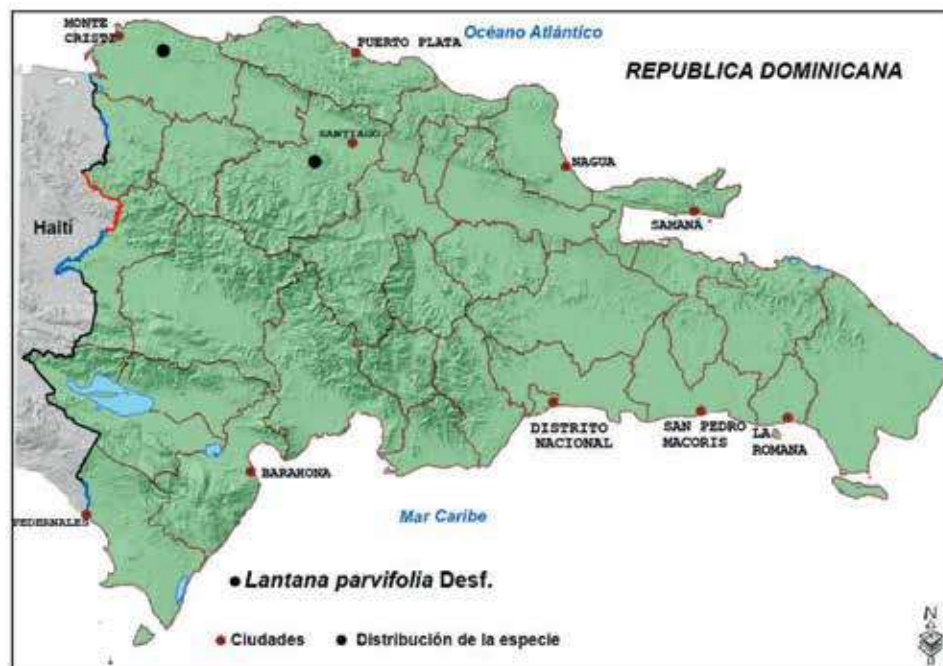 MONTE
CRISTI
PUERTO PLATA
Océano Atlántico
REPUBLICA DOMINICANA
SANTIAGO
NAGUA
SAMANÁ
Haití
DISTRITO
NACIONAL
SAN PEDRO
MACORIS
LA
ROMANA
BARAHONA
PEDERNALES
Mar Caribe
Lantana parvifolia Desf.
Ciudades
Distribución de la especie
N